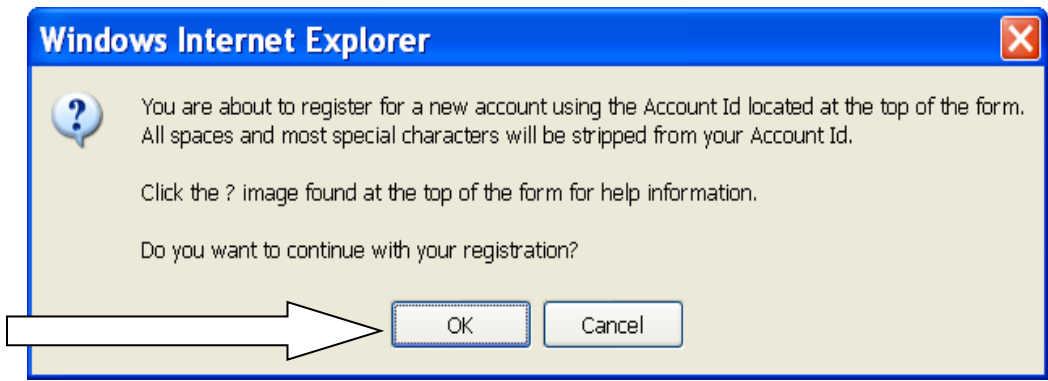 Windows Internet Explorer
You are about to register for a new account using the Account Id located at the top of the form.
All spaces and most special characters will be stripped from your Account Id.
Click the ? image found at the top of the form for help information.
Do you want to continue with your registration?
OK Cancel